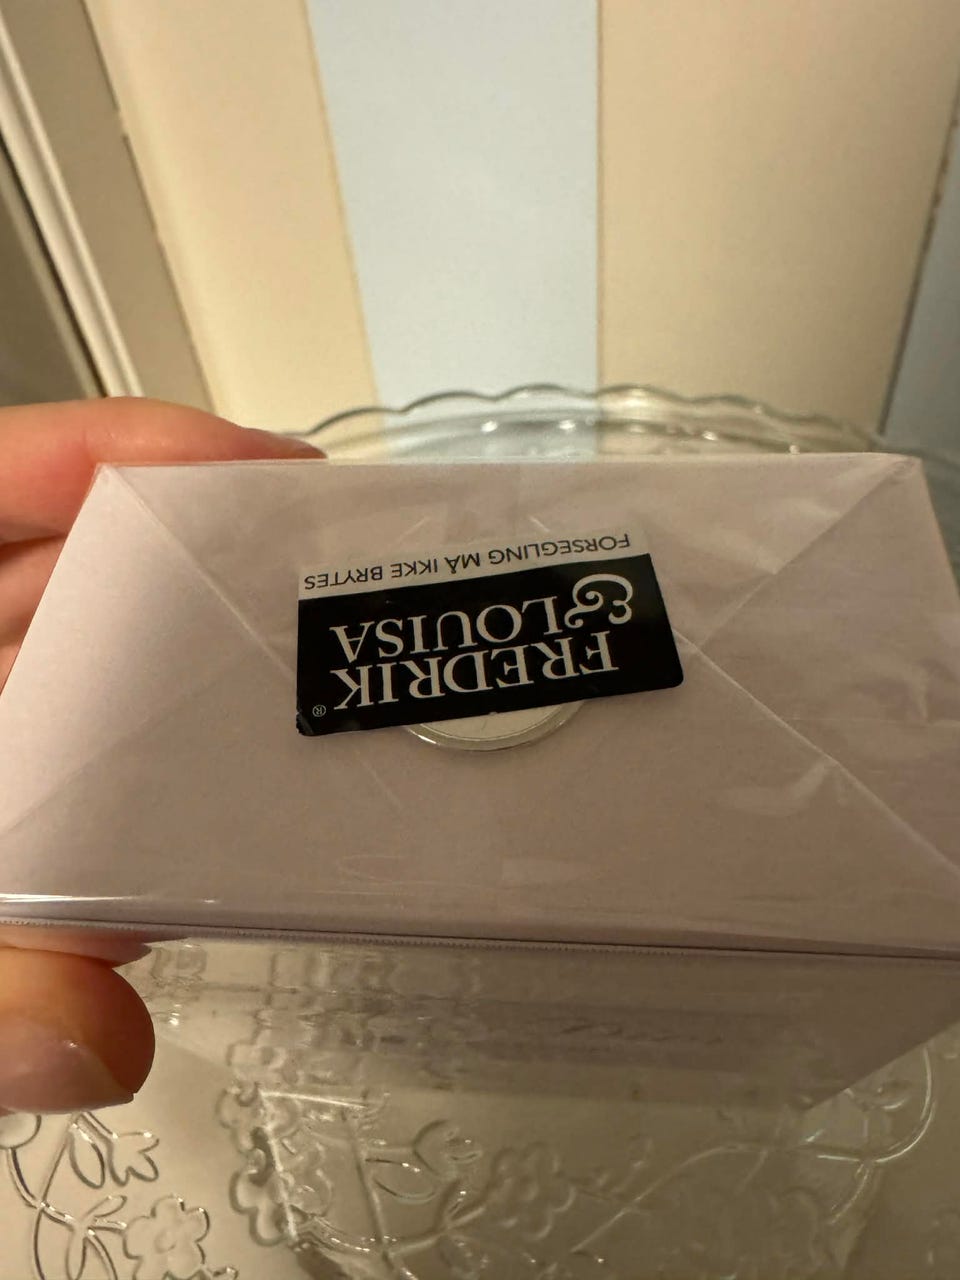 FREDRIK®
&LOUISA
FORSEGLING MÅ IKKE BRYTES